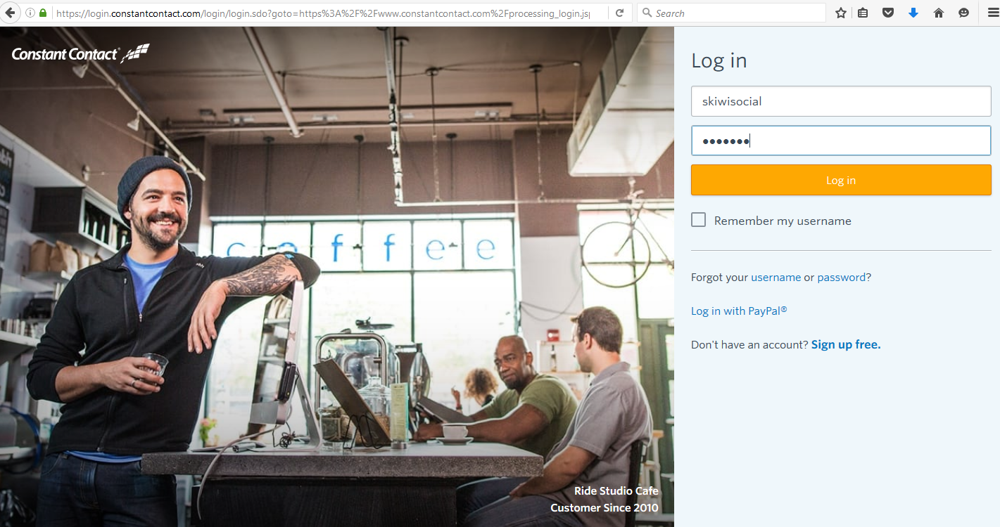 https://login.constantcontact.com/login/login.sdo?goto=https%3A%2F%2Fwww.constantcontact.com%2Fprocessing_login.jsp
Search
Constant Contact®
Log in
skiwisocial
•••••••
Log in
Remember my username
Forgot your username or password?
Log in with PayPal®
Don't have an account? Sign up free.
caffee
Ride Studio Cafe
Customer Since 2010